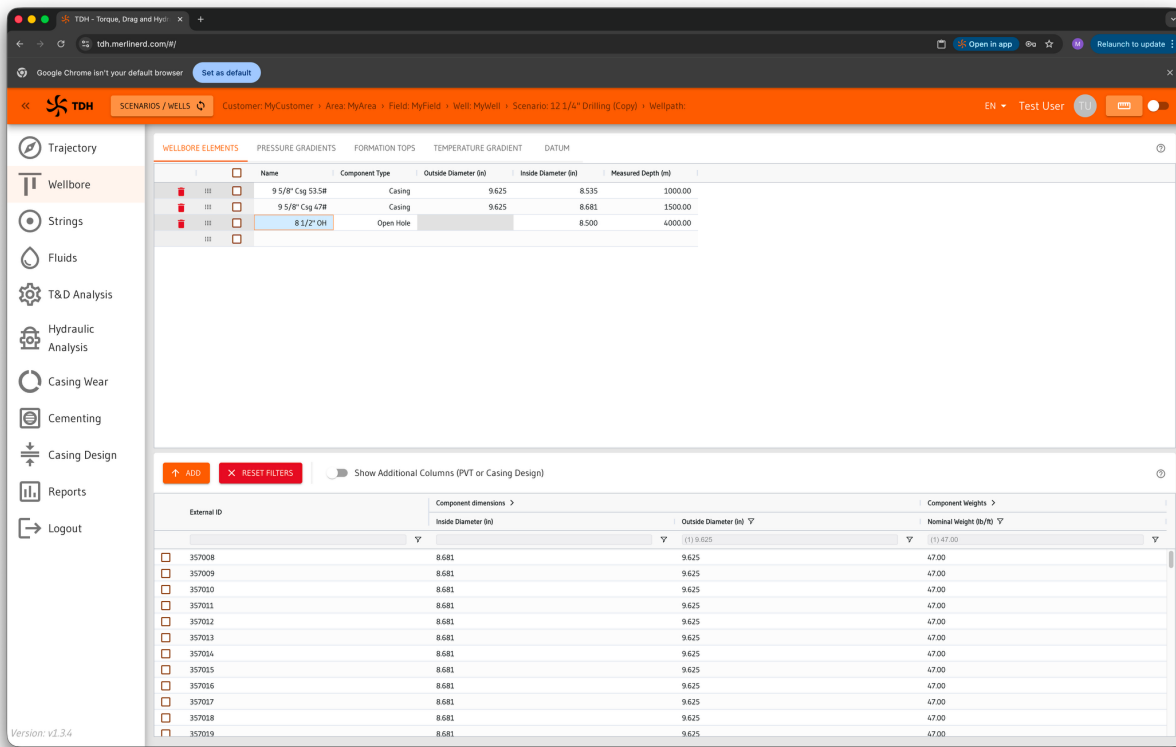 TDH - Torque, Drag and Hydr
tdh.merlinerd.com/#/
Open in app
M
Relaunch to update
Google Chrome isn't your default browser
Set as default
TDH
SCENARIOS / WELLS
Customer: MyCustomer › Area: MyArea › Field: MyField › Well: MyWell › Scenario: 12 1/4" Drilling (Copy) › Wellpath:
EN
Test User
TU
Trajectory
Wellbore
Strings
Fluids
T&D Analysis
Hydraulic
Analysis
Casing Wear
Cementing
Casing Design
Reports
Logout
Version: v1.3.4
WELLBORE ELEMENTS PRESSURE GRADIENTS FORMATION TOPS TEMPERATURE GRADIENT DATUM
Name Component Type Outside Diameter (in) Inside Diameter (in) Measured Depth (m)
9 5/8" Csg 53.5# Casing 9.625 8.535 1000.00
9 5/8" Csg 47# Casing 9.625 8.681 1500.00
8 1/2" OH Open Hole 8.500 4000.00
ADD RESET FILTERS Show Additional Columns (PVT or Casing Design)
Component dimensions > Component Weights >
External ID
Inside Diameter (in) Outside Diameter (in) Nominal Weight (lb/ft)
(1) 9.625 (1) 47.00
357008 8.681 9.625 47.00
357009 8.681 9.625 47.00
357010 8.681 9.625 47.00
357011 8.681 9.625 47.00
357012 8.681 9.625 47.00
357013 8.681 9.625 47.00
357014 8.681 9.625 47.00
357015 8.681 9.625 47.00
357016 8.681 9.625 47.00
357017 8.681 9.625 47.00
357018 8.681 9.625 47.00
357019 8.681 9.625 47.00